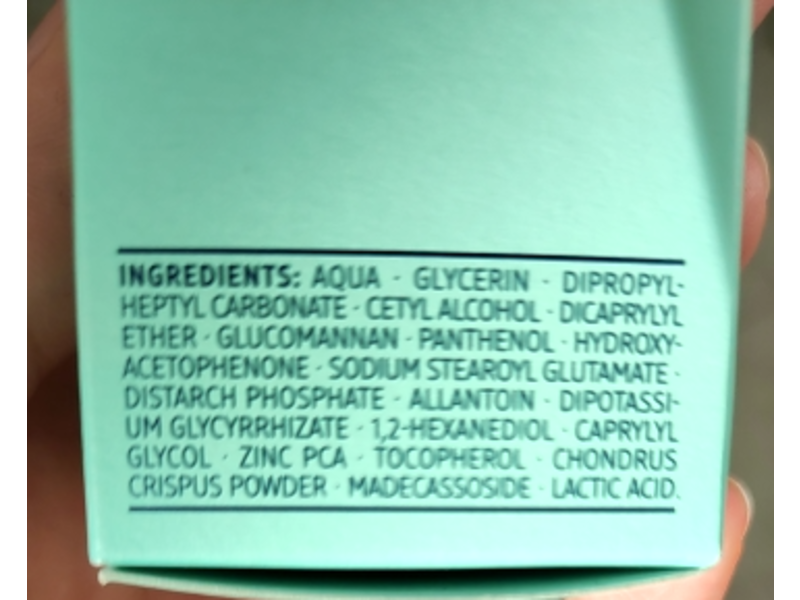 INGREDIENTS: AQUA · GLYCERIN · DIPROPYL-
HEPTYL CARBONATE · CETYL ALCOHOL · DICAPRYLYL
ETHER · GLUCOMANNAN · PANTHENOL · HYDROXY-
ACETOPHENONE · SODIUM STEAROYL GLUTAMATE ·
DISTARCH PHOSPHATE · ALLANTOIN · DIPOTASSI-
UM GLYCYRRHIZATE · 1,2-HEXANEDIOL · CAPRYLYL
GLYCOL · ZINC PCA · TOCOPHEROL · CHONDRUS
CRISPUS POWDER · MADECASSOSIDE · LACTIC ACID.